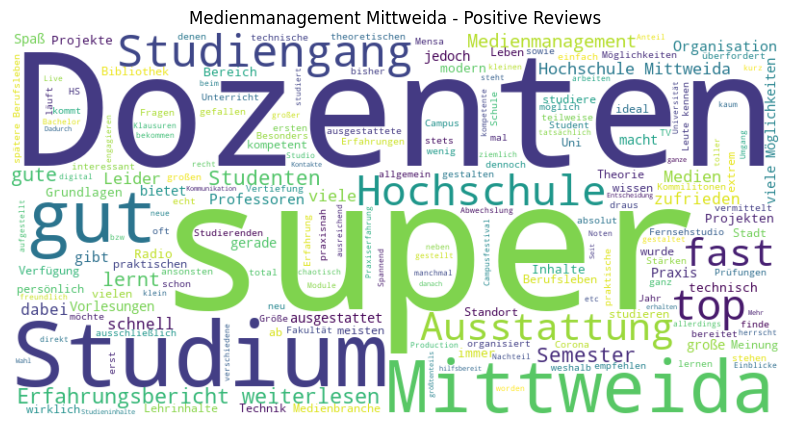 Medienmanagement Mittweida - Positive Reviews
Spaß Projekte denen technische theoretischen Medienmanagement Mensa Anteil
Studiengang jedoch Leben sowie einfach Möglichkeiten Organisation überfordert
Bibliothek beim Bereich Unterricht bisher modern kleinen steht Hochschule Mittweida arbeiten kurz
Dozenten
spätere Berufsleben läuft HS kommt Live Fragen gefallen studiert großer Schule studiere möglich ideal Leute kennen Universität kaum TV viele Möglichkeiten
Bachelor Dadurch Klausuren bekommen engagieren Besonders kompetent ersten ausgestattete Erfahrungen Campus stets wenig mal kompetente Student teilweise tatsächlich Uni macht ganze Umgang
gute Leider interessant Studenten Studio Kontakte viele allgemein ziemlich dennoch gestalten Theorie Medien Kommilitonen extrem toller
digital großen recht Grundlagen bietet Vertiefung Professoren Kommunikation Hochschule wissen draus zufrieden vermittelt
aufgestellt gut echt neue bzw oft Studierenden Erfahrung praxisnah ausreichend Abwechslung absolut Entscheidung Noten Seit Projekten Stadt
super
gibt Radio gerade Praxiserfahrung Spannend neben gestellt Campusfestival Inhalte wurde gestaltet Fernsehstudio Stärken fast
Verfügung praktischen lernt ansonsten total chaotisch manchmal danach Berufsleben praktische Praxis ganz Prüfungen
persönlich vielen schon klein Module etc Jahr technisch
dabei Vorlesungen möchte neu Größe ausgestattet Standort studieren top allerdings erhalten Mehr
freundlich schnell ausschließlich ab Fakultät meisten Ausstattung finde bereitet herrscht
Studium direkt erst verschiedene organisiert immer Nachteil Corona Semester große Meinung
Wahl Production weshalb empfehlen lernen stehen Einblicke
größtenteils hilfsbereit worden Mittweida
Erfahrungsbericht weiterlesen
wirklich Studieninhalte Lehrinhalte Technik Medienbranche